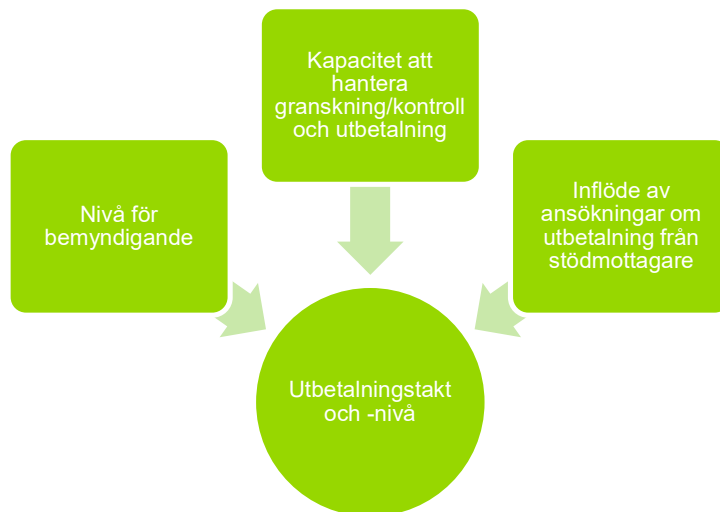 Kapacitet att
hantera
granskning/kontroll
och utbetalning
Nivå för
bemyndigande
Inflöde av
ansökningar om
utbetalning från
stödmottagare
Utbetalningstakt
och -nivå